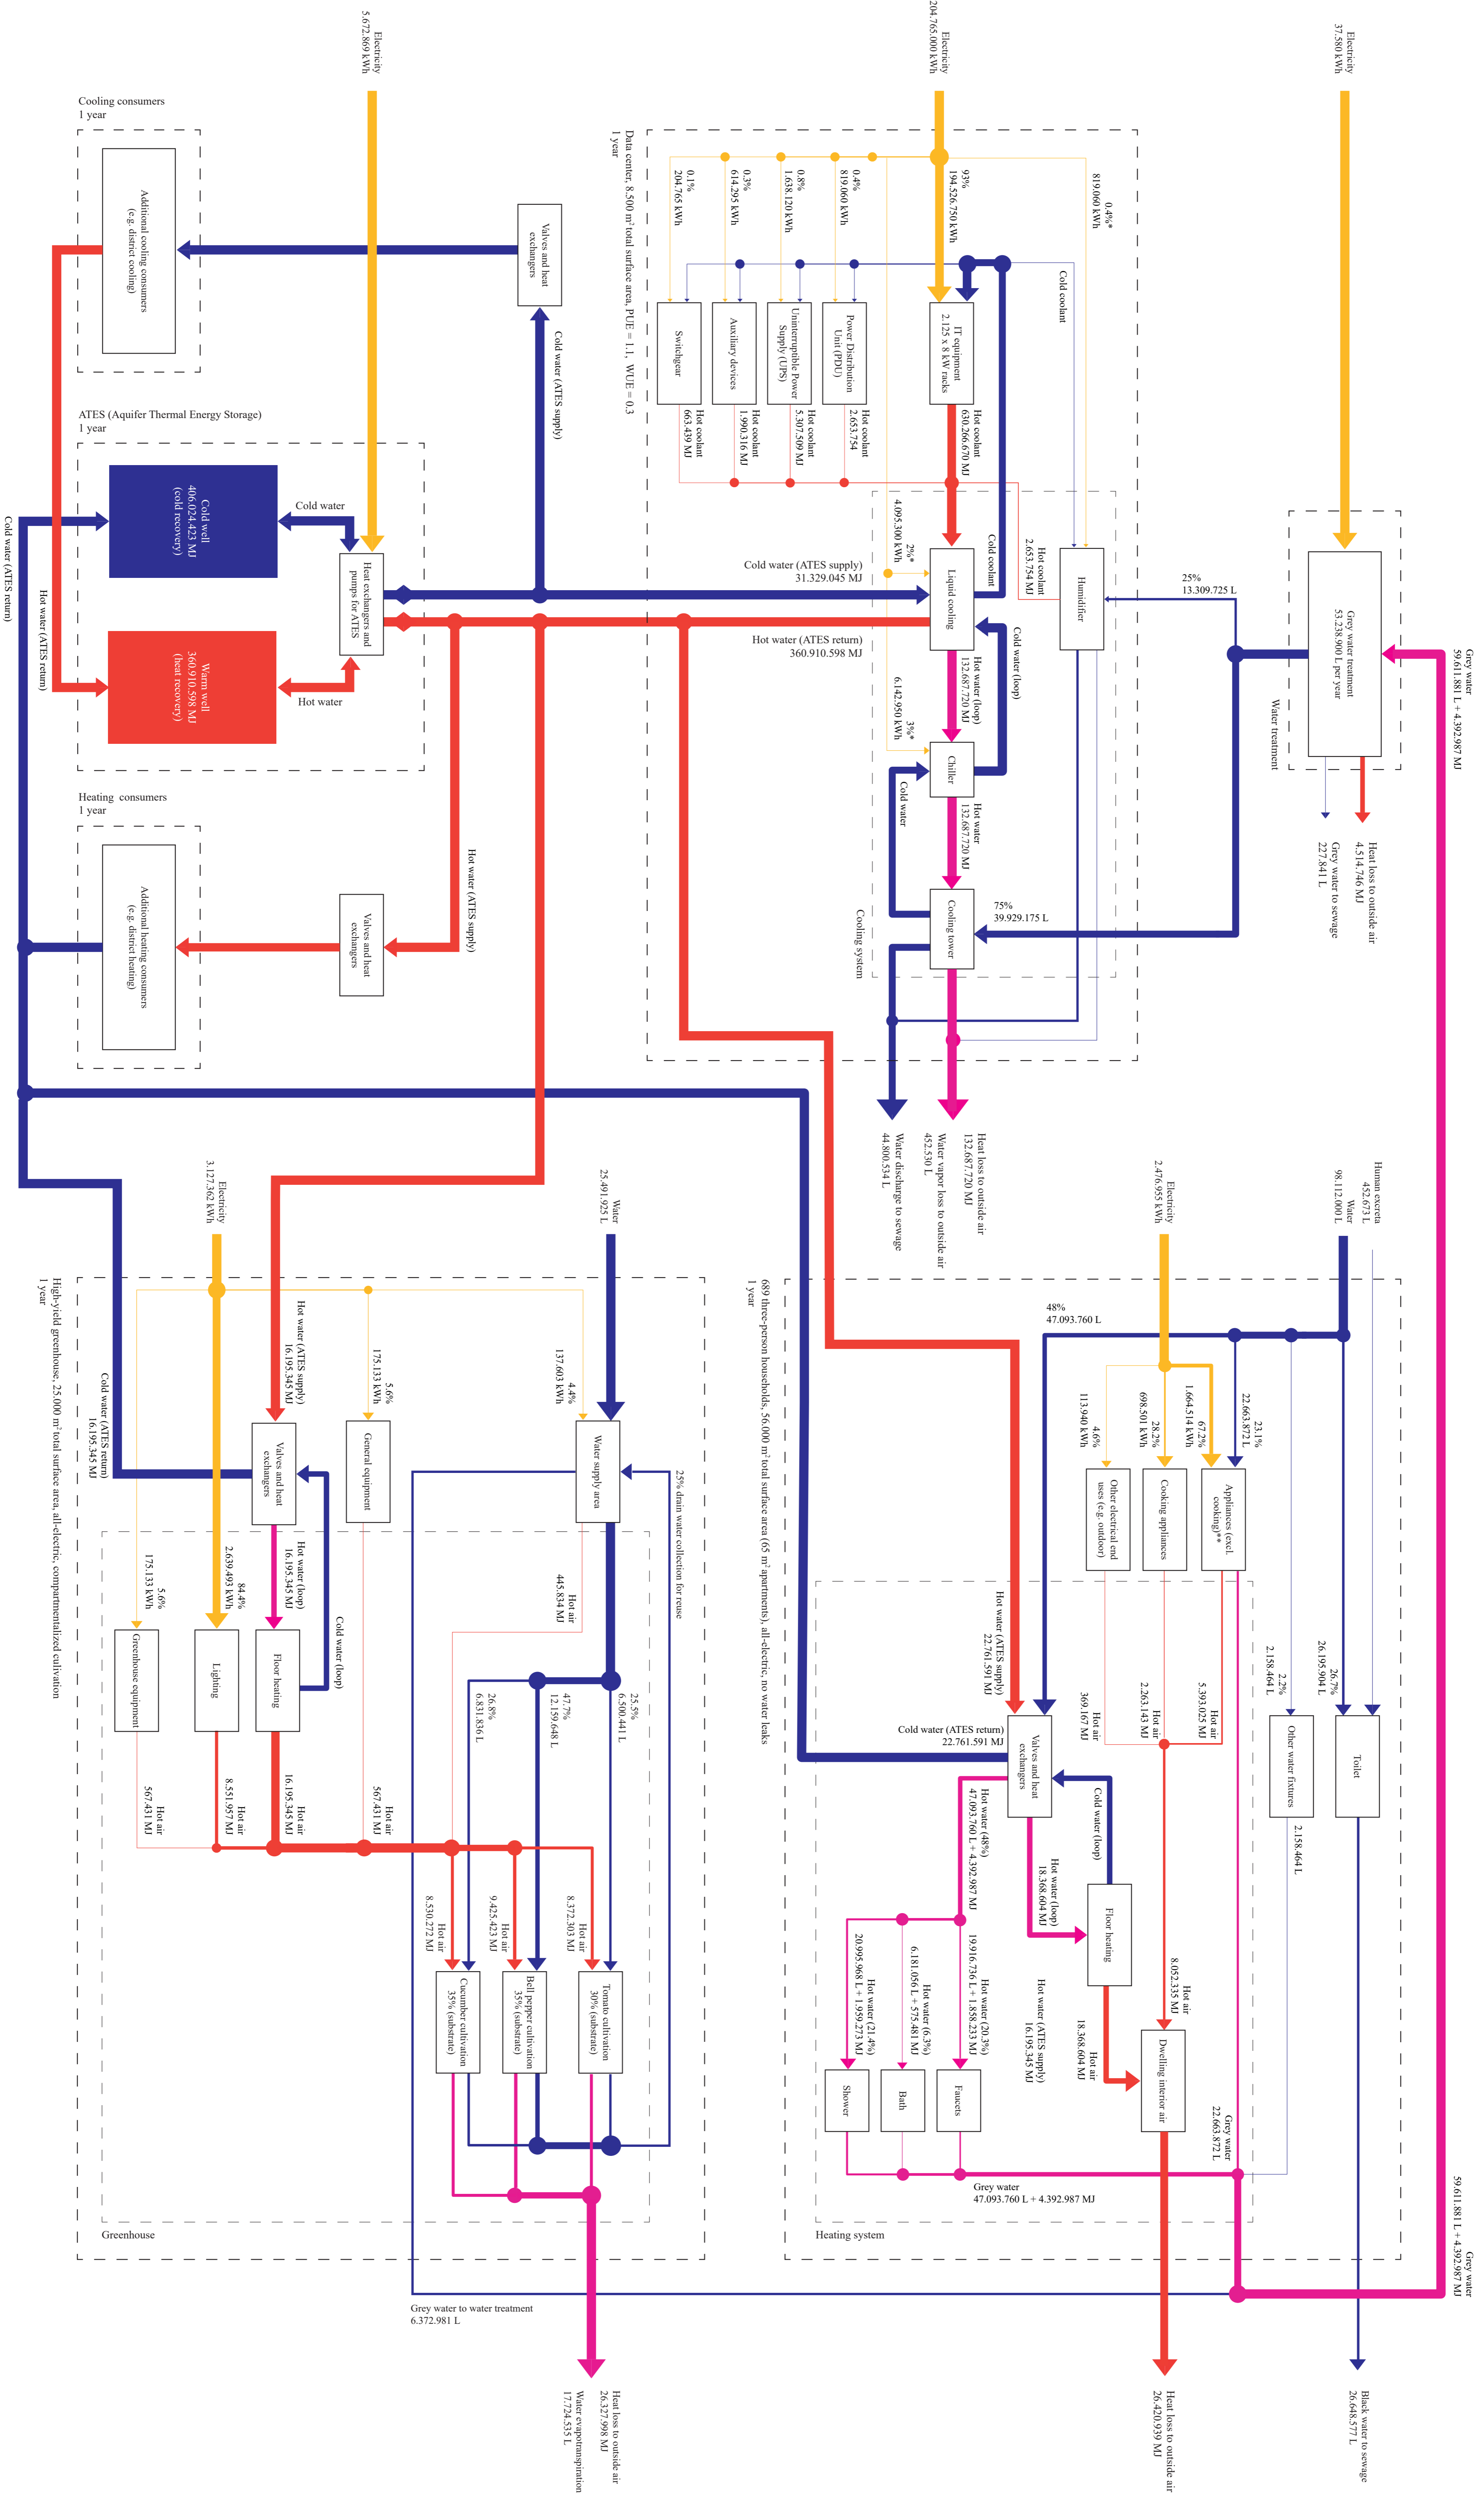 Electricity
37.580 kWh
Grey water treatment
53.238.900 L per year
Water treatment
Grey water
59.611.881 L + 4.392.987 MJ
Heat loss to outside air
4.514.746 MJ
Grey water to sewage
227.841 L
25%
13.309.725 L
75%
39.929.175 L
Electricity
204.765.000 kWh
Data center, 8.500 m² total surface area, PUE = 1.1, WUE = 0.3
1 year
0.4%*
819.060 kWh
93%
194.526.750 kWh
0.4%
819.060 kWh
0.8%
1.638.120 kWh
0.3%
614.295 kWh
0.1%
204.765 kWh
Cold coolant
IT equipment
2.125 x 8 kW racks
Power Distribution
Unit (PDU)
Uninterruptible Power
Supply (UPS)
Auxiliary devices
Switchgear
Hot coolant
630.266.670 MJ
Hot coolant
2.653.754
Hot coolant
5.307.509 MJ
Hot coolant
1.990.316 MJ
Hot coolant
663.439 MJ
2%*
4.095.300 kWh
3%*
6.142.950 kWh
Cold coolant
Hot coolant
2.653.754 MJ
Humidifier
Liquid cooling
Cold water (ATES supply)
31.329.045 MJ
Hot water (ATES return)
360.910.598 MJ
Cold water (loop)
Hot water (loop)
132.687.720 MJ
Chiller
Hot water
132.687.720 MJ
Cold water
Cooling tower
Cooling system
Heat loss to outside air
132.687.720 MJ
Water vapor loss to outside air
452.530 L
Water discharge to sewage
44.800.534 L
Electricity
5.672.869 kWh
Cooling consumers
1 year
Additional cooling consumers
(e.g. district cooling)
Valves and heat
exchangers
Cold water (ATES supply)
ATES (Aquifer Thermal Energy Storage)
1 year
Cold well
406.024.423 MJ
(cold recovery)
Cold water
Heat exchangers and
pumps for ATES
Warm well
360.910.598 MJ
(heat recovery)
Hot water
Hot water (ATES return)
Cold water (ATES return)
Heating consumers
1 year
Additional heating consumers
(e.g. district heating)
Valves and heat
exchangers
Hot water (ATES supply)
Human excreta
452.673 L
Water
98.112.000 L
Electricity
2.476.955 kWh
689 three-person households, 56.000 m² total surface area (65 m² apartments), all-electric, no water leaks
1 year
48%
47.093.760 L
23.1%
22.663.872 L
67.2%
1.664.514 kWh
28.2%
698.501 kWh
4.6%
113.940 kWh
26.7%
26.195.904 L
2.2%
2.158.464 L
Appliances (excl.
cooking)**
Cooking appliances
Other electrical end
uses (e.g. outdoor)
Toilet
Other water fixtures
2.158.464 L
Hot air
5.393.025 MJ
Hot air
2.263.143 MJ
Hot air
369.167 MJ
Hot water (ATES supply)
22.761.591 MJ
Cold water (ATES return)
22.761.591 MJ
Valves and heat
exchangers
Cold water (loop)
Hot water (loop)
18.368.604 MJ
Hot water (48%)
47.093.760 L + 4.392.987 MJ
Floor heating
Hot air
8.052.335 MJ
Hot air
18.368.604 MJ
Dwelling interior air
Hot water (ATES
supply)
16.195.345 MJ
Hot water (20.3%)
19.916.736 L + 1.858.233 MJ
Hot water (6.3%)
6.181.056 L + 575.481 MJ
Hot water (21.4%)
20.995.968 L + 1.959.273 MJ
Faucets
Bath
Shower
Grey water
22.663.872 L
Grey water
47.093.760 L + 4.392.987 MJ
Heating system
Grey water
59.611.881 L + 4.392.987 MJ
Black water to sewage
26.648.577 L
Heat loss to outside air
26.420.939 MJ
Water
25.491.925 L
Electricity
3.127.362 kWh
High-yield greenhouse, 25.000 m² total surface area, all-electric, compartmentalized culivation
1 year
4.4%
137.603 kWh
5.6%
175.133 kWh
Hot water (ATES supply)
16.195.345 MJ
Cold water (ATES return)
16.195.345 MJ
Water supply area
General equipment
Valves and heat
exchangers
25% drain water collection for reuse
Hot air
445.834 MJ
Cold water (loop)
Hot water (loop)
16.195.345 MJ
84.4%
2.639.493 kWh
5.6%
175.133 kWh
Floor heating
Lighting
Greenhouse equipment
25.5%
6.500.441 L
47.7%
12.159.648 L
26.8%
6.831.836 L
Hot air
567.431 MJ
Hot air
16.195.345 MJ
Hot air
8.551.957 MJ
Hot air
567.431 MJ
Hot air
8.372.303 MJ
Hot air
9.425.423 MJ
Hot air
8.530.272 MJ
Tomato cultivation
30% (substrate)
Bell pepper cultivation
35% (substrate)
Cucumber cultivation
35% (substrate)
Greenhouse
Grey water to water treatment
6.372.981 L
Heat loss to outside air
26.327.998 MJ
Water evapotranspiration
17.724.535 L